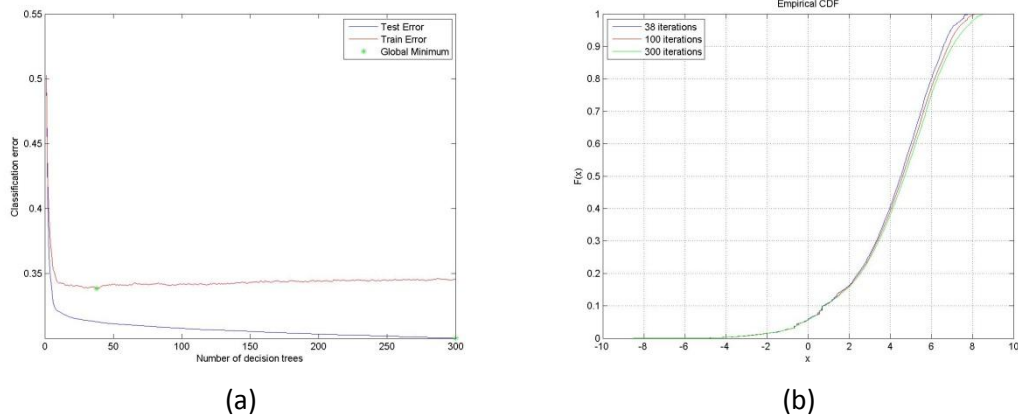 0.55
0.5
0.45
0.4
0.35
0 50 100 150 200 250 300
Classification error
Number of decision trees
Test Error
Train Error
Global Minimum
(a)
Empirical CDF
1
0.9
0.8
0.7
0.6
0.5
0.4
0.3
0.2
0.1
0
-10 -8 -6 -4 -2 0 2 4 6 8 10
F(x)
x
38 iterations
100 iterations
300 iterations
(b)